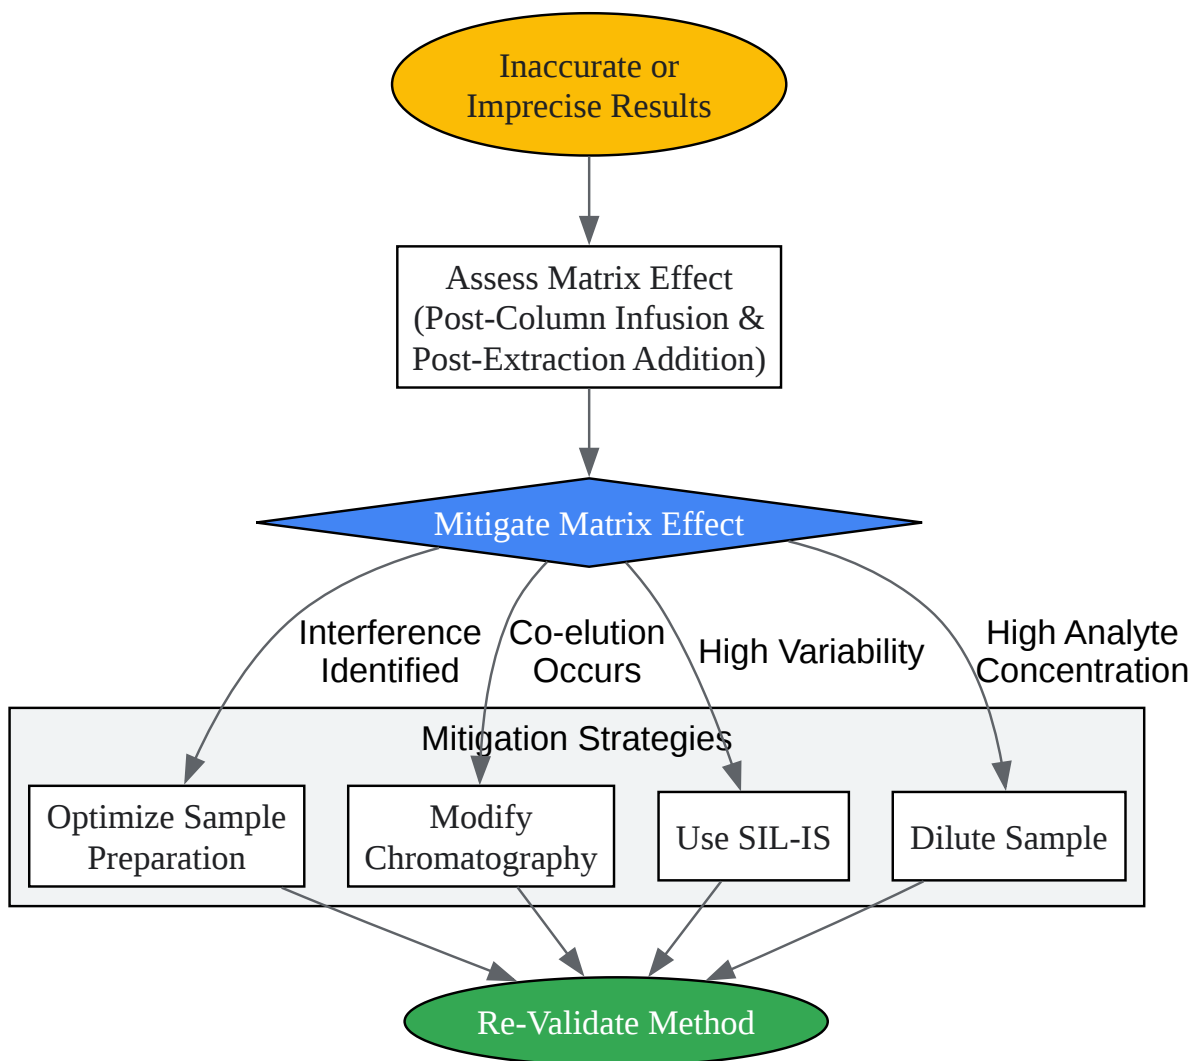 Inaccurate or
Imprecise Results
Assess Matrix Effect
(Post-Column Infusion &
Post-Extraction Addition)
Mitigate Matrix Effect
Interference
Identified
Co-elution
Occurs
High Variability
High Analyte
Concentration
Mitigation Strategies
Optimize Sample
Preparation
Modify
Chromatography
Use SIL-IS
Dilute Sample
Re-Validate Method